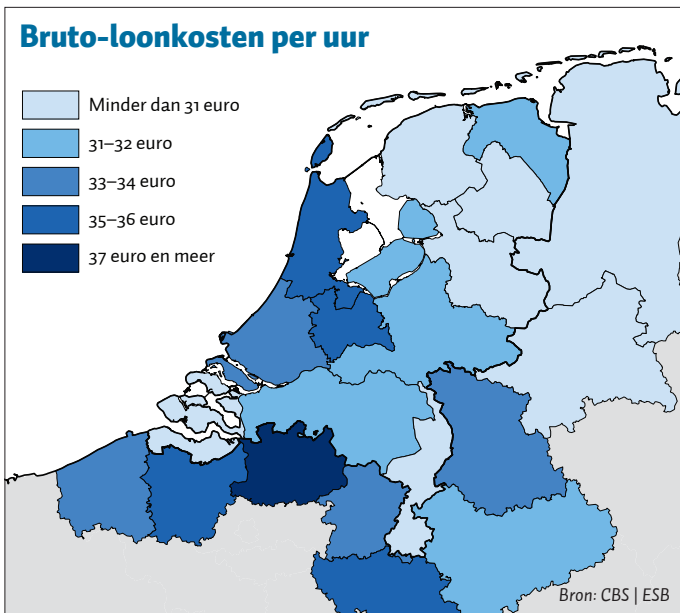 Bruto-loonkosten per uur
Minder dan 31 euro
31–32 euro
33–34 euro
35–36 euro
37 euro en meer
Bron: CBS | ESB